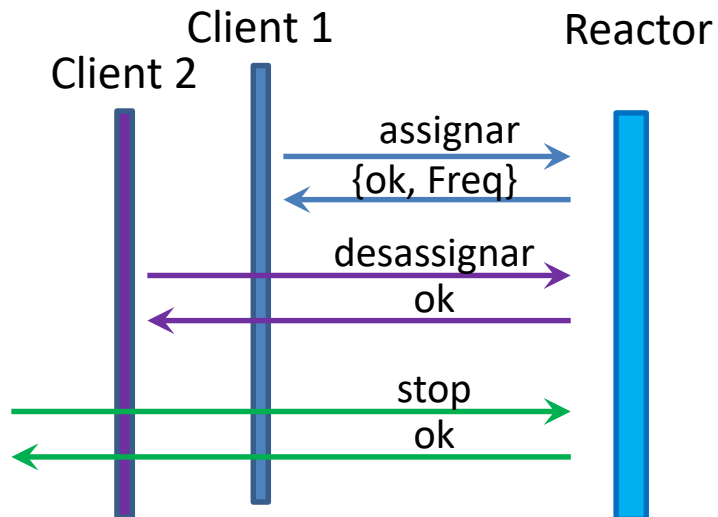 Client 1
Reactor
Client 2
assignar
{ok, Freq}
desassignar
ok
stop
ok